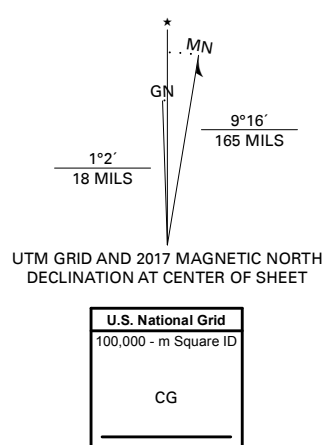 ★
MN
GN
9°16´
165 MILS
1°2´
18 MILS
UTM GRID AND 2017 MAGNETIC NORTH
DECLINATION AT CENTER OF SHEET
U.S. National Grid
100,000 - m Square ID
CG